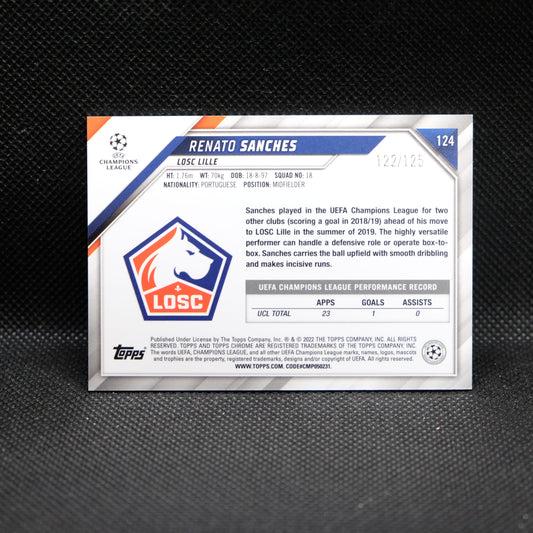 RENATO SANCHES
124
UEFA
CHAMPIONS
LEAGUE
LOSC LILLE
122/125
HT: 1.76m WT: 70kg DOB: 18-8-97 SQUAD NO: 18
NATIONALITY: PORTUGUESE POSITION: MIDFIELDER
Sanches played in the UEFA Champions League for two
other clubs (scoring a goal in 2018/19) ahead of his move
to LOSC Lille in the summer of 2019. The highly versatile
performer can handle a defensive role or operate box-to-
box. Sanches carries the ball upfield with smooth dribbling
and makes incisive runs.
LOSC
UEFA CHAMPIONS LEAGUE PERFORMANCE RECORD
APPS GOALS ASSISTS
UCL TOTAL 23 1 0
Topps
Published Under License by The Topps Company, Inc. ® & © 2022 THE TOPPS COMPANY, INC. ALL RIGHTS
RESERVED. TOPPS AND TOPPS CHROME ARE REGISTERED TRADEMARKS OF THE TOPPS COMPANY, INC.
The words UEFA, CHAMPIONS LEAGUE, and all other UEFA Champions League marks, names, logos, mascots
and trophies are the property, registered trademarks, designs and/or copyright of UEFA. All rights reserved.
WWW.TOPPS.COM. CODE#CMP050231.